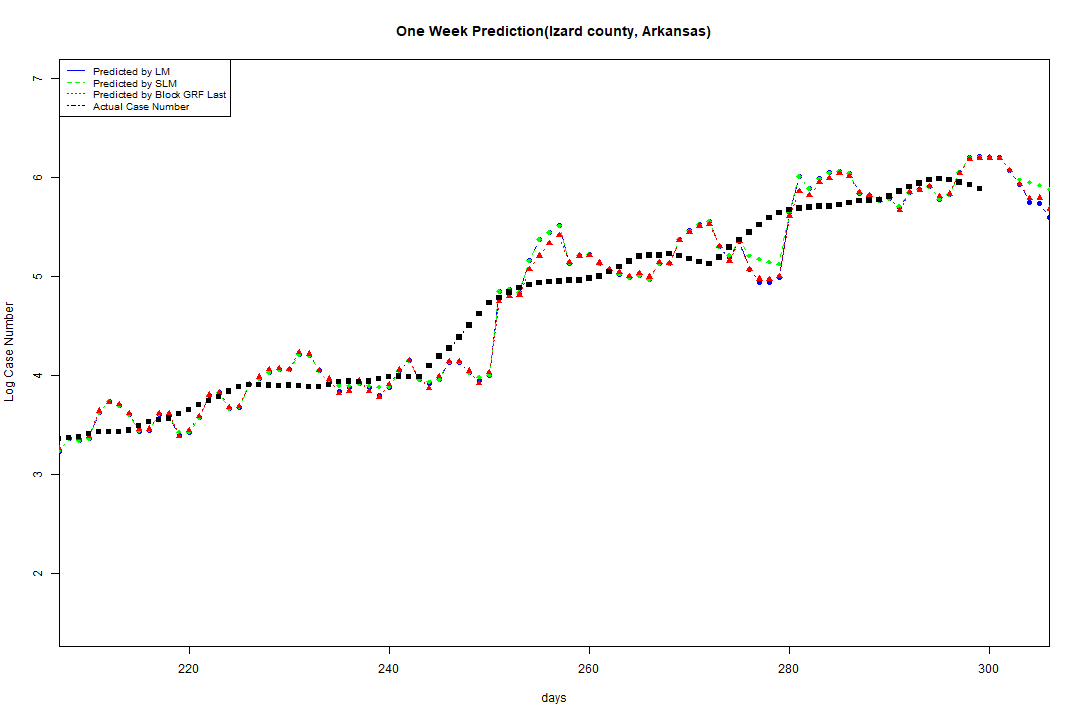 One Week Prediction(Izard county, Arkansas)
Predicted by LM
Predicted by SLM
Predicted by Block GRF Last
Actual Case Number
7
6
5
4
3
2
Log Case Number
220 240 260 280 300
days